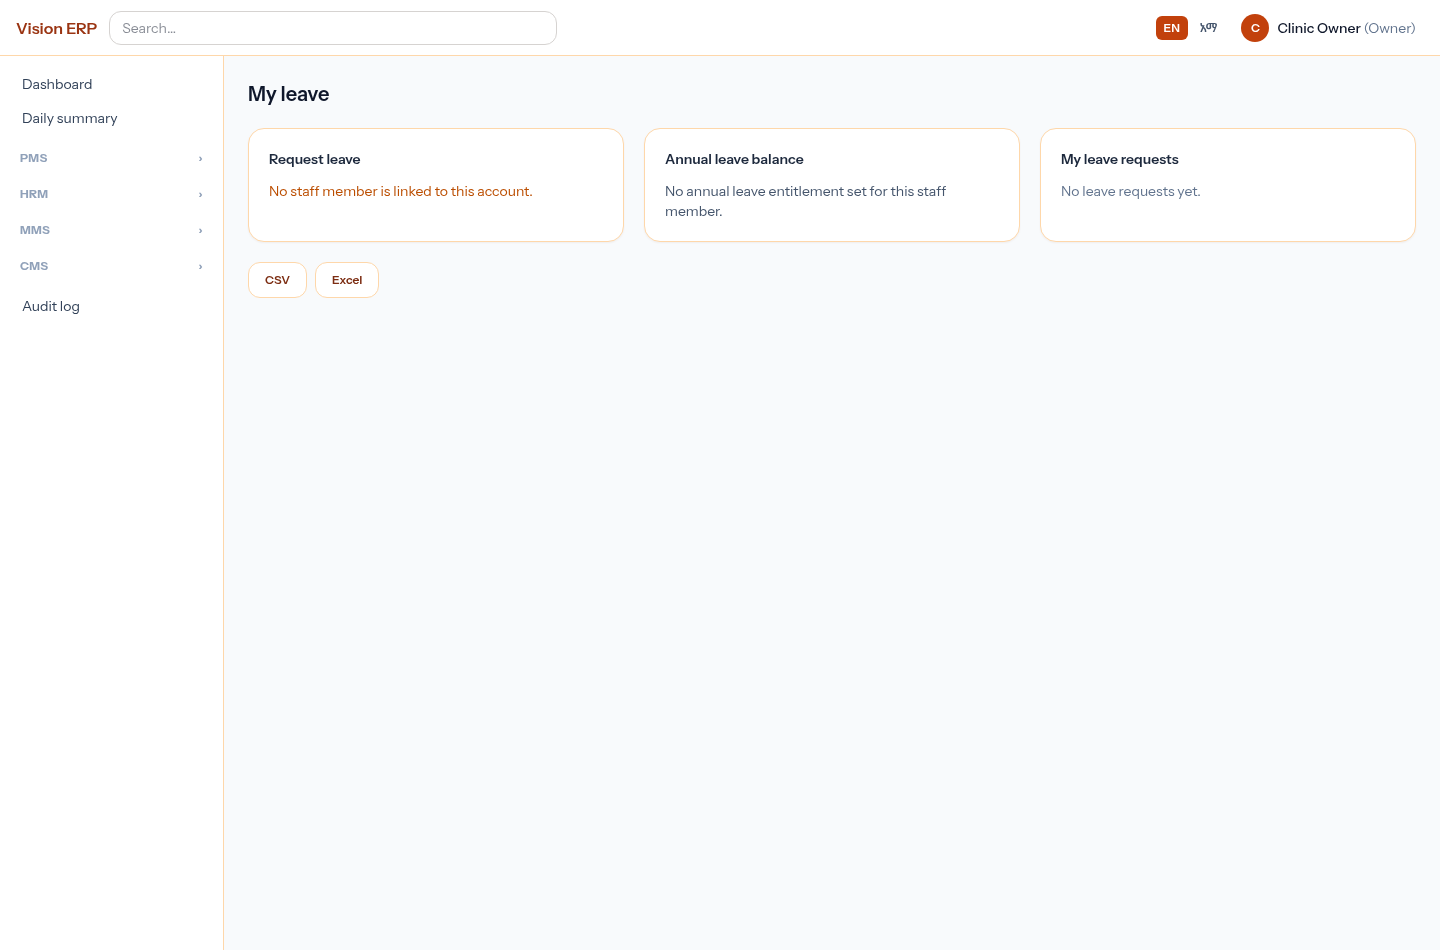 Vision ERP
Search...
EN
አማ
C
Clinic Owner (Owner)
Dashboard
Daily summary
PMS
HRM
MMS
CMS
Audit log
My leave
Request leave
No staff member is linked to this account.
Annual leave balance
No annual leave entitlement set for this staff
member.
My leave requests
No leave requests yet.
CSV
Excel